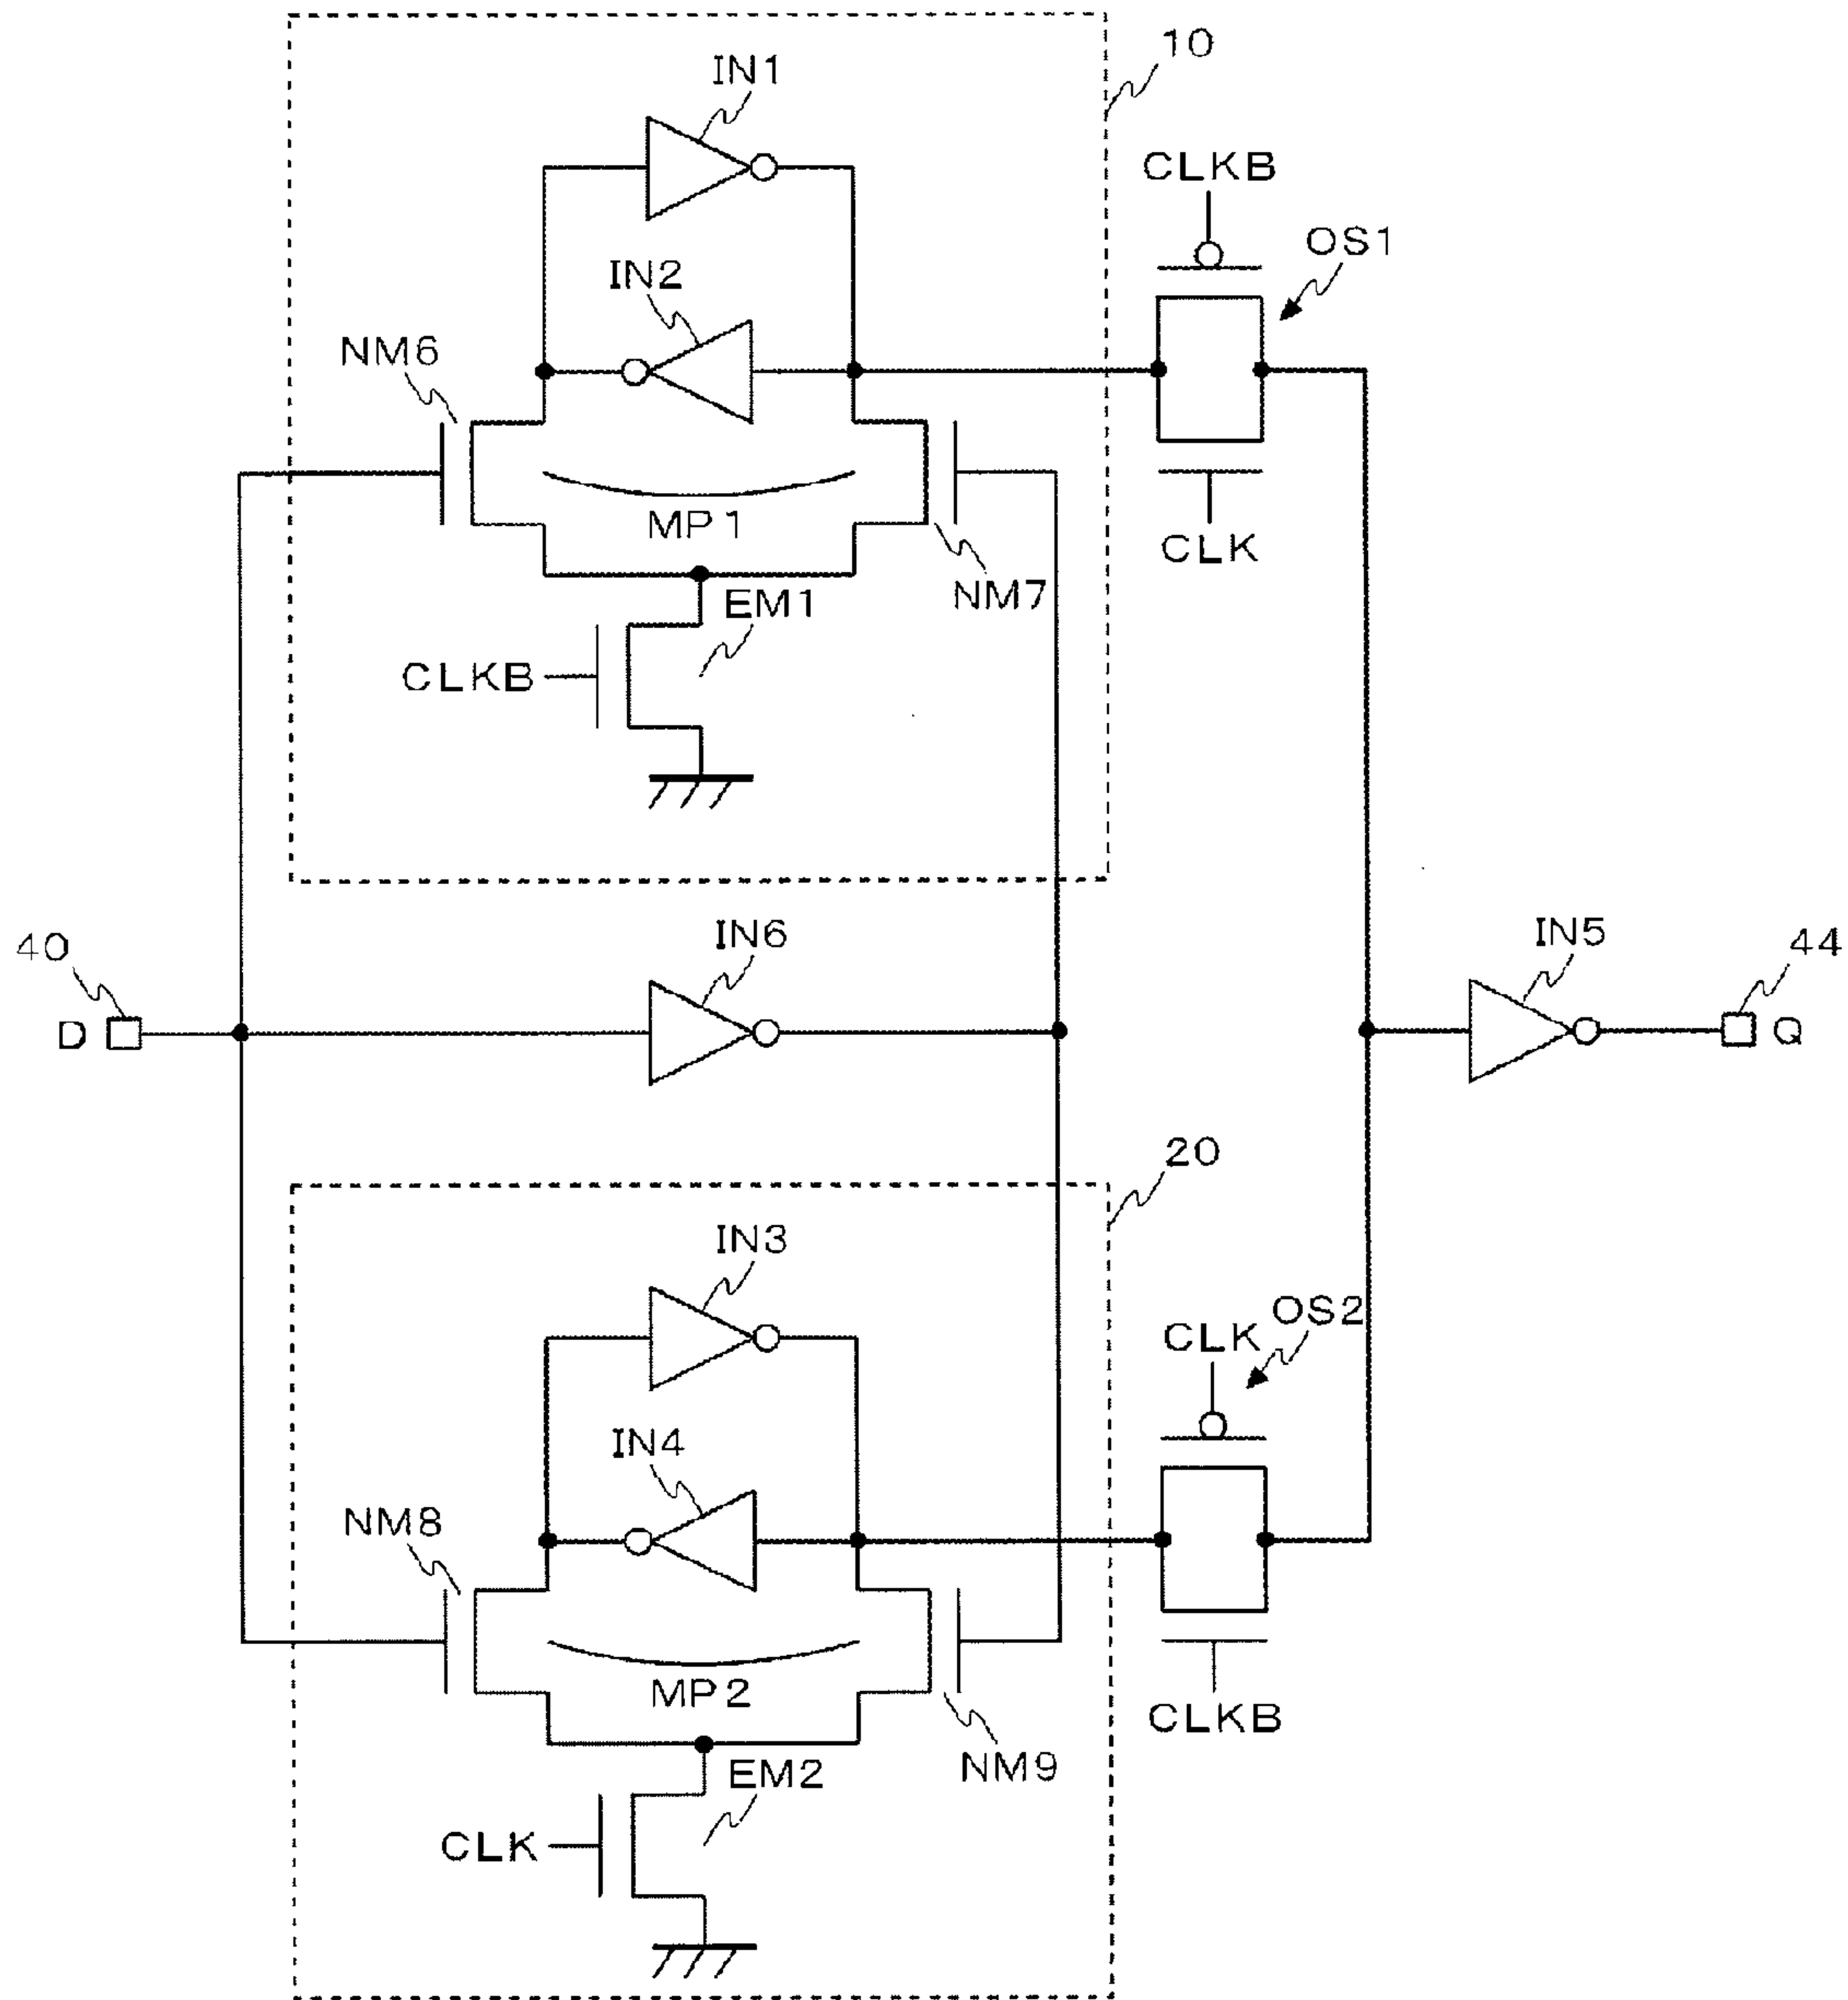 10
IN1
CLKB
OS1
IN2
NM6
MP1
CLK
NM7
EM1
CLKB
40
IN6
IN5
44
D
Q
20
IN3
OS2
CLK
IN4
NM8
MP2
CLKB
NM9
EM2
CLK